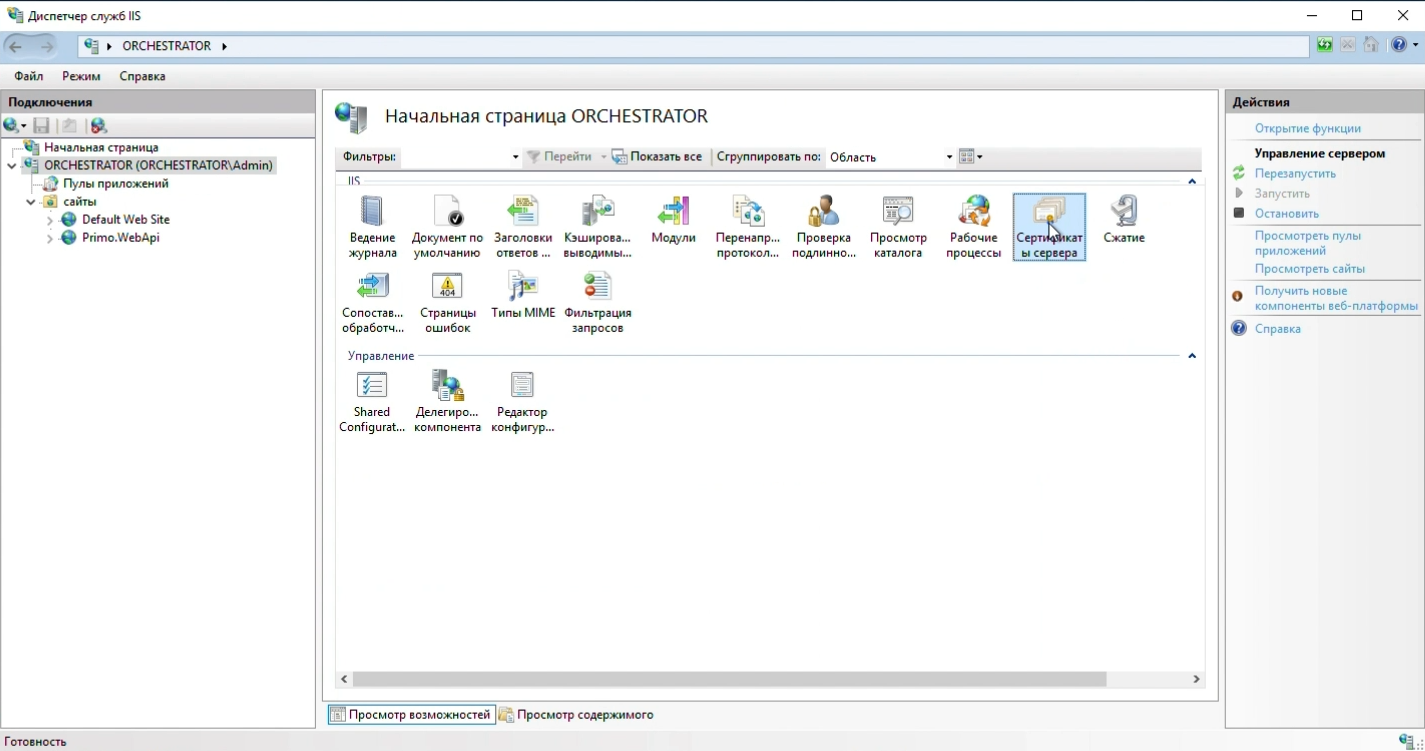 Диспетчер служб IIS
ORCHESTRATOR
Файл Режим Справка
Подключения
Начальная страница
ORCHESTRATOR (ORCHESTRATOR\Admin)
Пулы приложений
сайты
Default Web Site
Primo.WebApi
Начальная страница ORCHESTRATOR
Фильтры: Перейти Показать все Сгруппировать по: Область
IIS
Ведение журнала
Документ по умолчанию
Заголовки ответов ...
Кэширова... выводимы...
Модули
Перенапр... протокол...
Проверка подлинно...
Просмотр каталога
Рабочие процессы
Сертификат
ы сервера
Сжатие
Сопостав... обработч...
404
Страницы ошибок
Типы MIME
Фильтрация запросов
Управление
Shared Configurat...
Делегиро... компонента
Редактор конфигур...
Просмотр возможностей Просмотр содержимого
Действия
Открытие функции
Управление сервером
Перезапустить
Запустить
Остановить
Просмотреть пулы
приложений
Просмотреть сайты
Получить новые
компоненты веб-платформы
Справка
Готовность